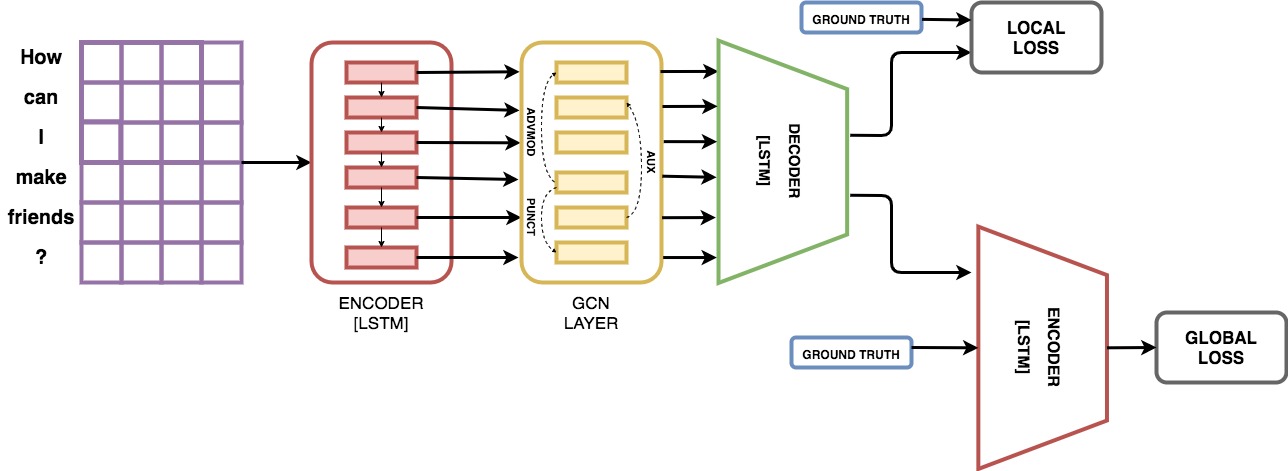 How
can
I
make
friends
?
ENCODER
[LSTM]
ADVMOD
PUNCT
AUX
GCN
LAYER
DECODER
[LSTM]
GROUND TRUTH
LOCAL
LOSS
GROUND TRUTH
ENCODER
[LSTM]
GLOBAL
LOSS